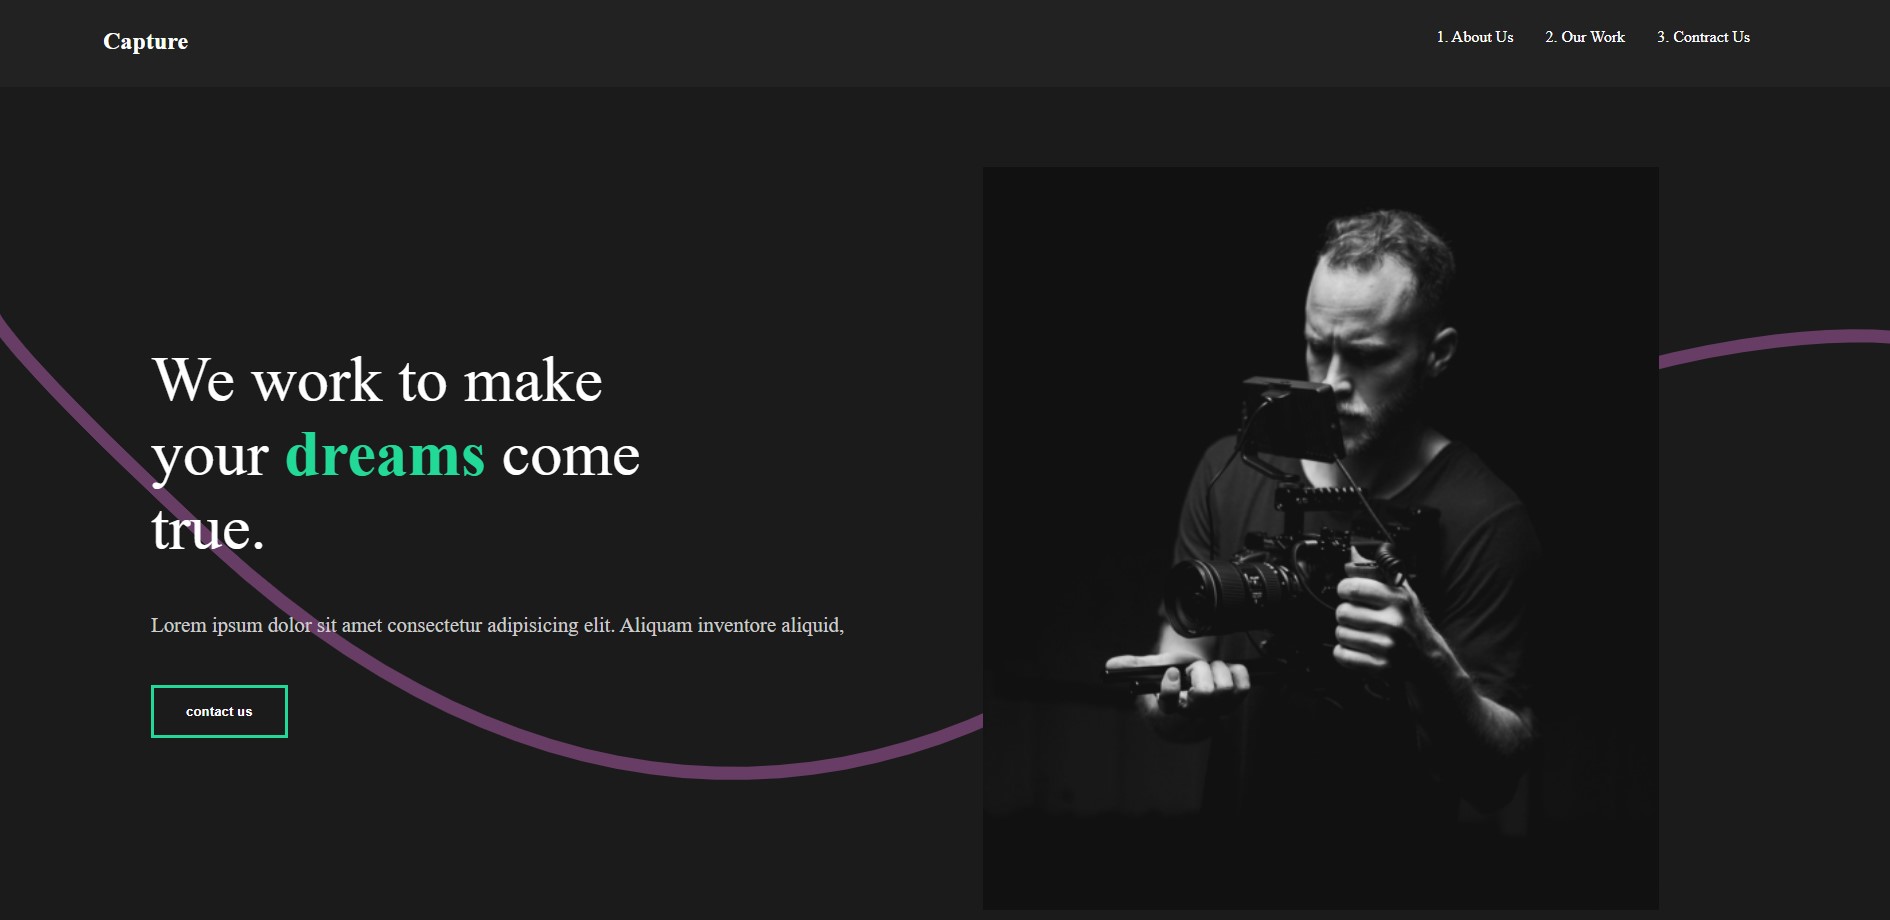 Capture
1. About Us 2. Our Work 3. Contract Us
We work to make
your dreams come
true.
Lorem ipsum dolor sit amet consectetur adipisicing elit. Aliquam inventore aliquid,
contact us